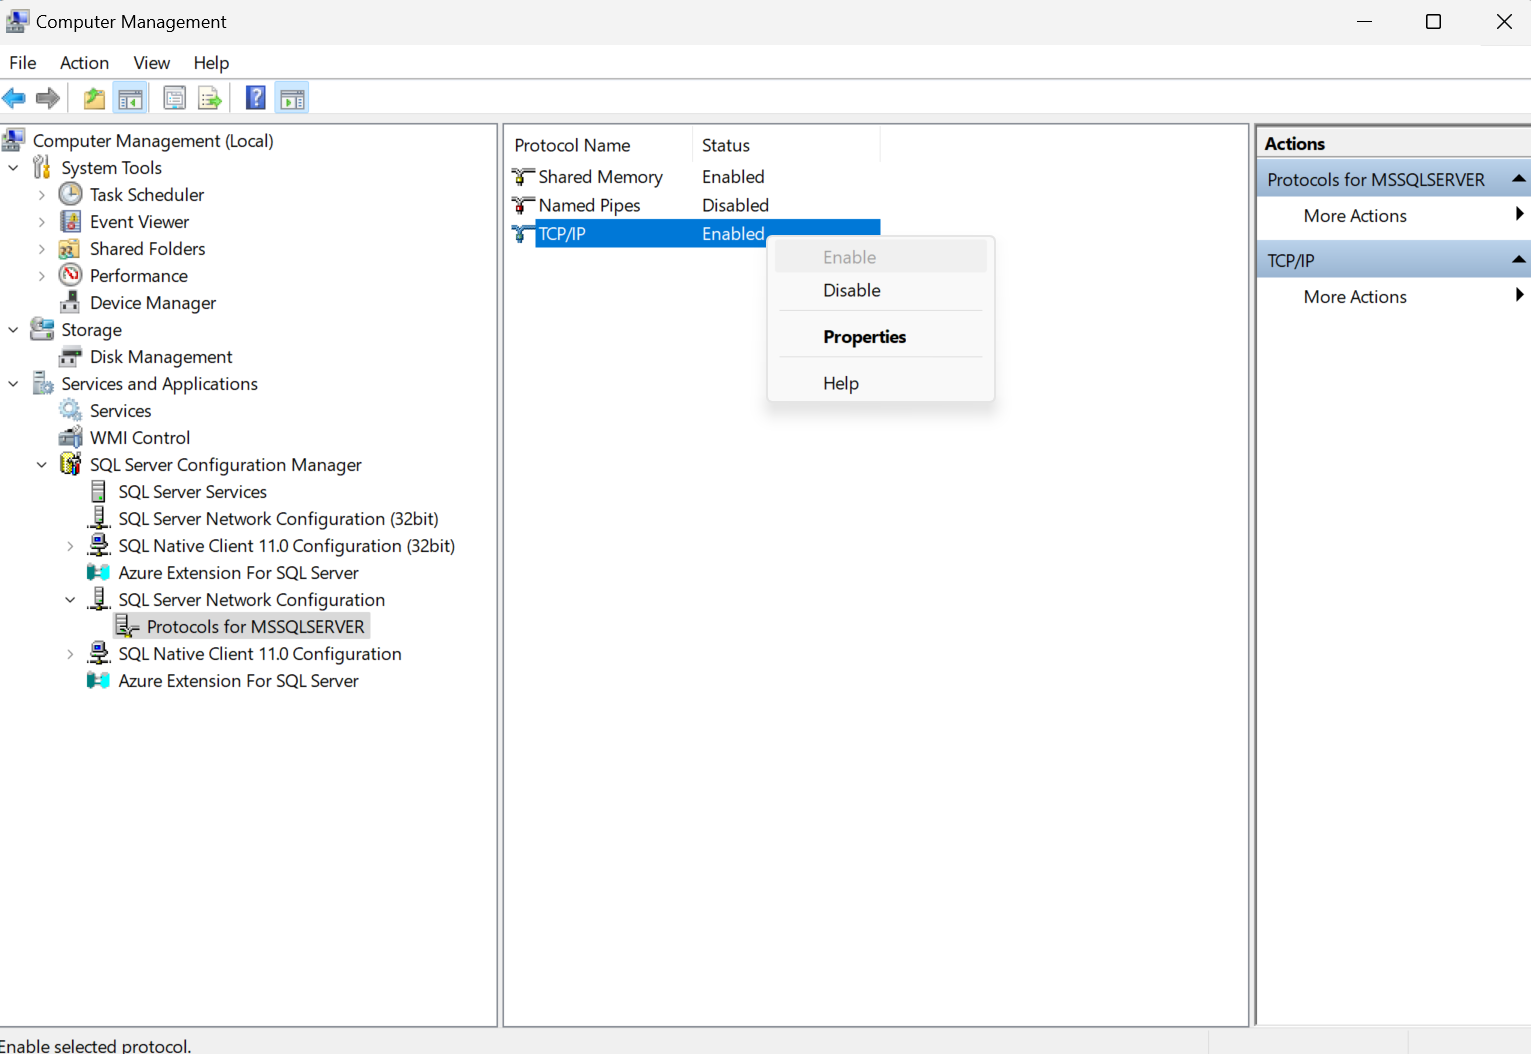 Computer Management
File Action View Help
Computer Management (Local)
System Tools
Task Scheduler
Event Viewer
Shared Folders
Performance
Device Manager
Storage
Disk Management
Services and Applications
Services
WMI Control
SQL Server Configuration Manager
SQL Server Services
SQL Server Network Configuration (32bit)
SQL Native Client 11.0 Configuration (32bit)
Azure Extension For SQL Server
SQL Server Network Configuration
Protocols for MSSQLSERVER
SQL Native Client 11.0 Configuration
Azure Extension For SQL Server
Protocol Name Status
Shared Memory Enabled
Named Pipes Disabled
TCP/IP Enabled
Enable
Disable
Properties
Help
Actions
Protocols for MSSQLSERVER
More Actions
TCP/IP
More Actions
Enable selected protocol.